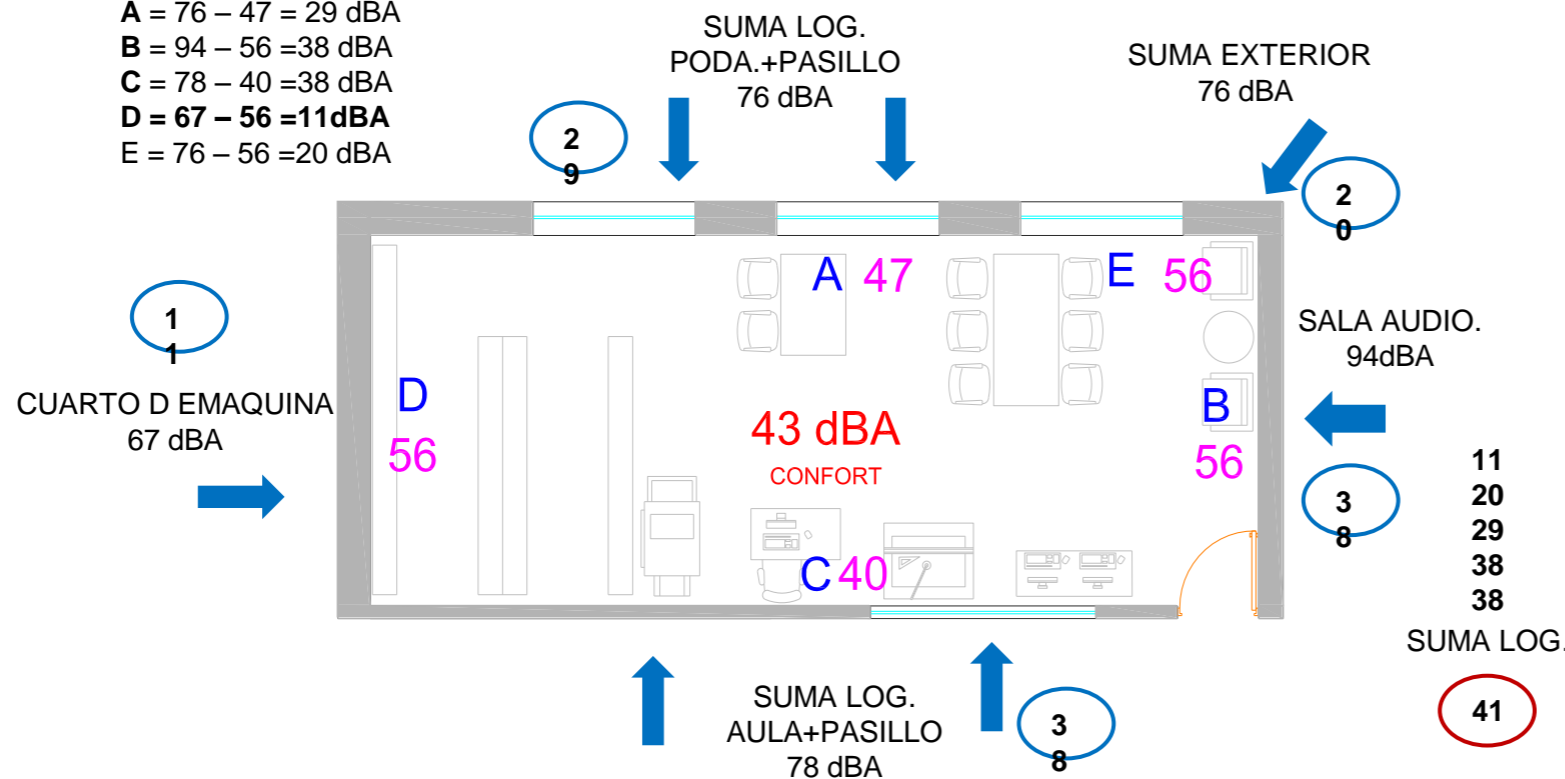 A = 76 – 47 = 29 dBA
B = 94 – 56 =38 dBA
C = 78 – 40 =38 dBA
D = 67 – 56 =11dBA
E = 76 – 56 =20 dBA
SUMA LOG.
PODA.+PASILLO
76 dBA
SUMA EXTERIOR
76 dBA
2
9
2
0
A 47
E 56
1
1
CUARTO D EMAQUINA
67 dBA
D
56
43 dBA
CONFORT
SALA AUDIO.
94dBA
B
56
3
8
C 40
11
20
29
38
38
SUMA LOG.
41
SUMA LOG.
AULA+PASILLO
78 dBA
3
8